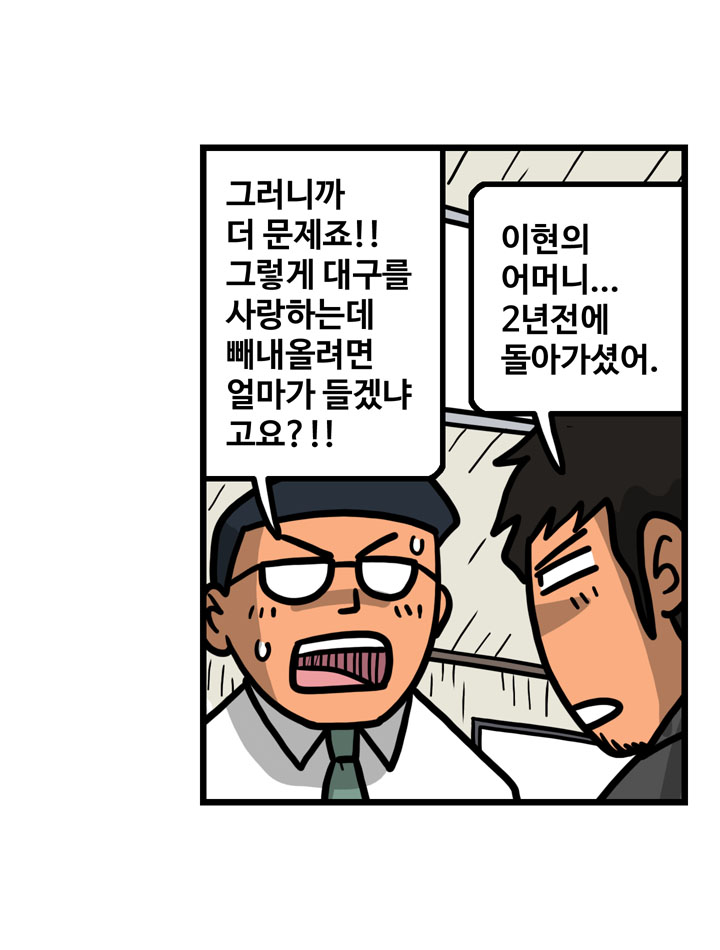 그러니까
더 문제죠!!
그렇게 대구를
사랑하는데
빼내올려면
얼마가 들겠냐
고요?!!
이현의
어머니...
2년전에
돌아가셨어.